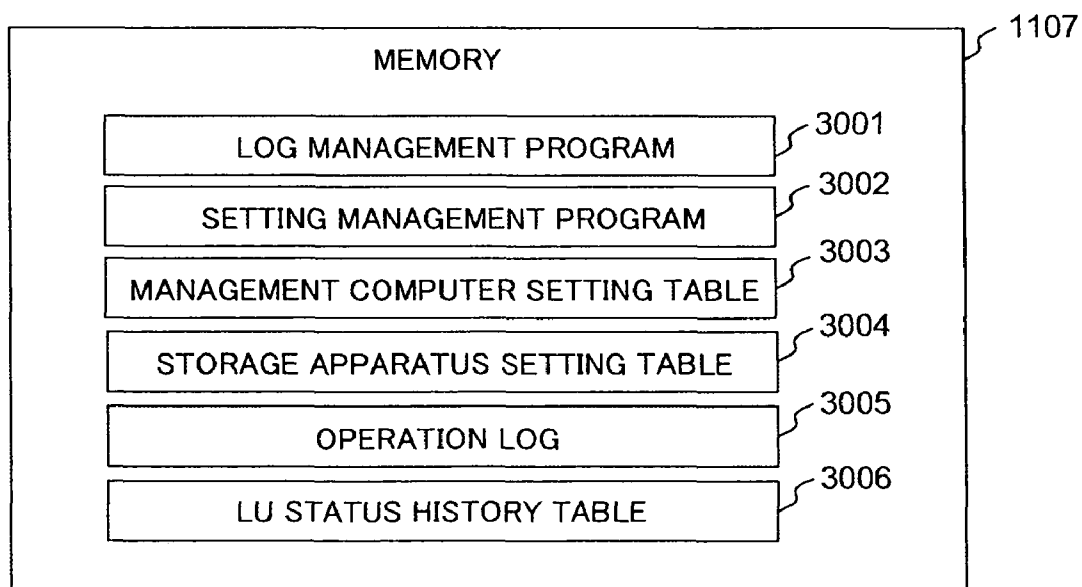 1107
MEMORY
LOG MANAGEMENT PROGRAM
3001
SETTING MANAGEMENT PROGRAM
3002
MANAGEMENT COMPUTER SETTING TABLE
3003
STORAGE APPARATUS SETTING TABLE
3004
OPERATION LOG
3005
LU STATUS HISTORY TABLE
3006